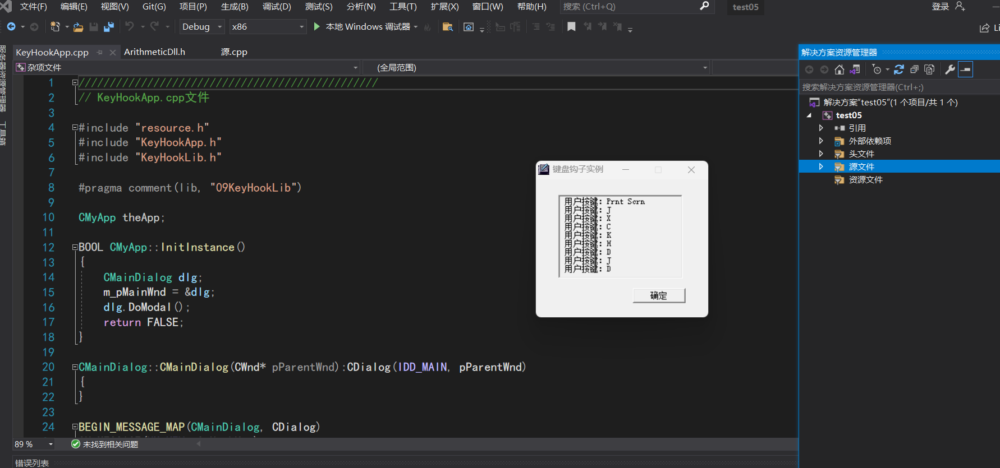 文件(F) 编辑(E) 视图(V) Git(G) 项目(P) 生成(B) 调试(D) 测试(S) 分析(N) 工具(T) 扩展(X) 窗口(W) 帮助(H) 搜索 (Ctrl+Q) test05 登录
Debug x86 本地 Windows 调试器 Li
服务器资源管理器 工具箱
KeyHookApp.cpp ArithmeticDll.h 源.cpp
杂项文件 (全局范围)
1 ////////////////////////////////////////////////
2 // KeyHookApp.cpp文件
3
4 #include "resource.h"
5 #include "KeyHookApp.h"
6 #include "KeyHookLib.h"
7
8 #pragma comment(lib, "09KeyHookLib")
9
10 CMyApp theApp;
11
12 BOOL CMyApp::InitInstance()
13 {
14 CMainDialog dlg;
15 m_pMainWnd = &dlg;
16 dlg.DoModal();
17 return FALSE;
18 }
19
20 CMainDialog::CMainDialog(CWnd* pParentWnd):CDialog(IDD_MAIN, pParentWnd)
21 {
22 }
23
24 BEGIN_MESSAGE_MAP(CMainDialog, CDialog)
89 % 未找到相关问题
错误列表
键盘钩子实例
用户按键: Prnt Scrn
用户按键: J
用户按键: X
用户按键: C
用户按键: K
用户按键: H
用户按键: D
用户按键: J
用户按键: D
确定
解决方案资源管理器
搜索解决方案资源管理器(Ctrl+;)
解决方案"test05"(1 个项目/共 1 个)
test05
引用
外部依赖项
头文件
源文件
资源文件